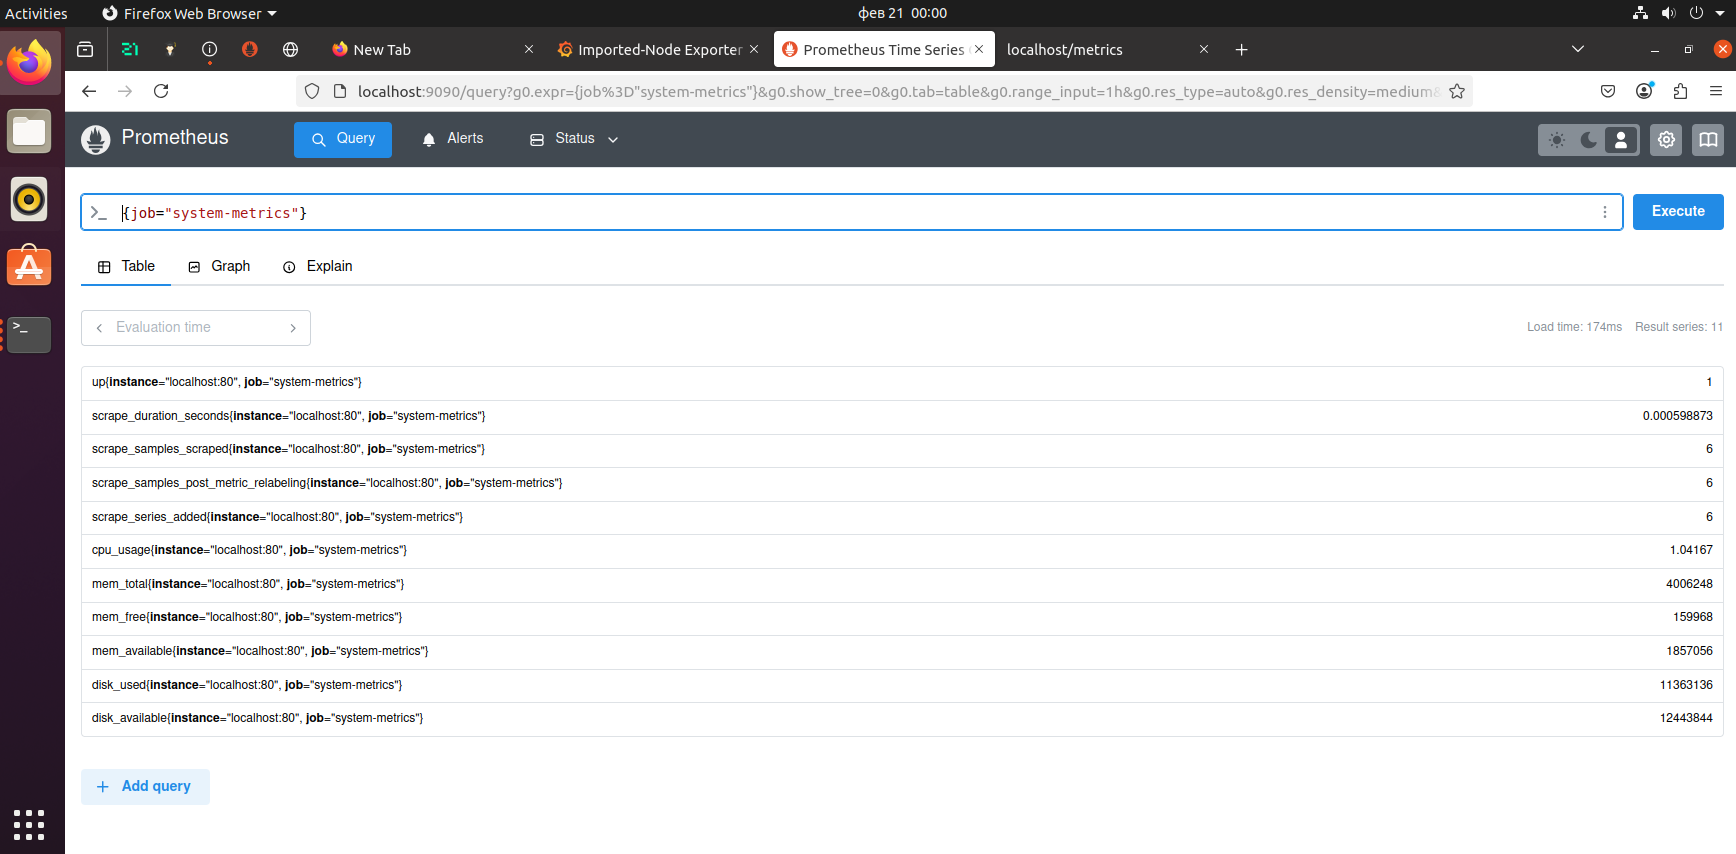 Activities
Firefox Web Browser
фев 21 00:00
New Tab
Imported-Node Exporter
Prometheus Time Series
localhost/metrics
localhost:9090/query?g0.expr={job%3D"system-metrics"}&g0.show_tree=0&g0.tab=table&g0.range_input=1h&g0.res_type=auto&g0.res_density=medium&
Prometheus
Query
Alerts
Status
{job="system-metrics"}
Execute
Table
Graph
Explain
Evaluation time
Load time: 174ms Result series: 11
up{instance="localhost:80", job="system-metrics"} 1
scrape_duration_seconds{instance="localhost:80", job="system-metrics"} 0.000598873
scrape_samples_scraped{instance="localhost:80", job="system-metrics"} 6
scrape_samples_post_metric_relabeling{instance="localhost:80", job="system-metrics"} 6
scrape_series_added{instance="localhost:80", job="system-metrics"} 6
cpu_usage{instance="localhost:80", job="system-metrics"} 1.04167
mem_total{instance="localhost:80", job="system-metrics"} 4006248
mem_free{instance="localhost:80", job="system-metrics"} 159968
mem_available{instance="localhost:80", job="system-metrics"} 1857056
disk_used{instance="localhost:80", job="system-metrics"} 11363136
disk_available{instance="localhost:80", job="system-metrics"} 12443844
Add query